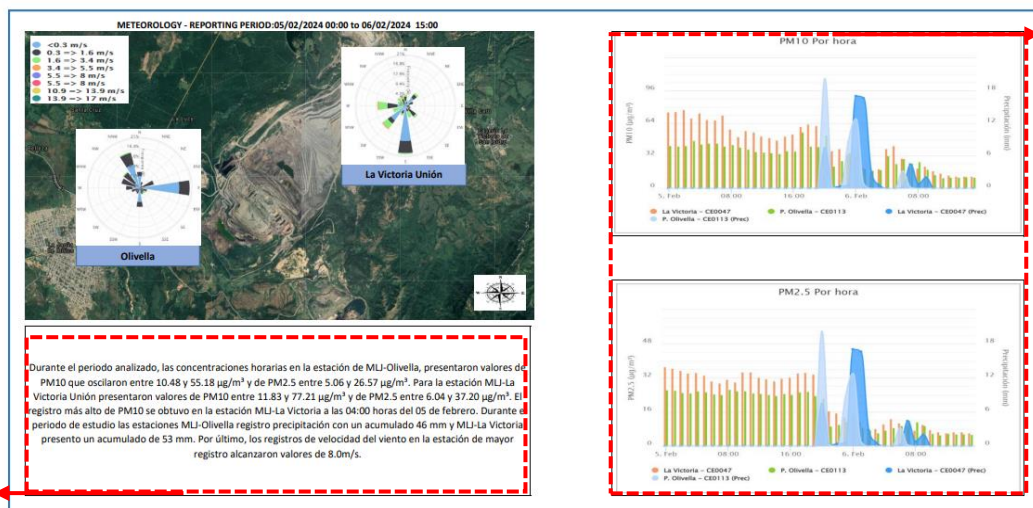 METEOROLOGY - REPORTING PERIOD:05/02/2024 00:00 to 06/02/2024 15:00
<0.3 m/s
0.3 => 1.6 m/s
1.6 => 3.4 m/s
3.4 => 5.5 m/s
5.5 => 8 m/s
5.5 => 8 m/s
10.9 => 13.9 m/s
13.9 => 17 m/s
La Victoria Unión
Olivella
Durante el periodo analizado, las concentraciones horarias en la estación de MLJ-Olivella, presentaron valores de
PM10 que oscilaron entre 10.48 y 55.18 µg/m³ y de PM2.5 entre 5.06 y 26.57 µg/m³. Para la estación MLJ-La
Victoria Unión presentaron valores de PM10 entre 11.83 y 77.21 µg/m³ y de PM2.5 entre 6.04 y 37.20 µg/m³. El
registro más alto de PM10 se obtuvo en la estación MLJ-La Victoria a las 04:00 horas del 05 de febrero. Durante e
periodo de estudio las estaciones MLJ-Olivella registro precipitación con un acumulado 46 mm y MLJ-La Victoria
presento un acumulado de 53 mm. Por último, los registros de velocidad del viento en la estación de mayor
registro alcanzaron valores de 8.0m/s.
PM10 Por hora
PM10 (µg/m³)
96
64
32
0
18
12
6
0
Precipitación (mm)
5. Feb 08:00 16:00 6. Feb 08:00
La Victoria - CE0047 P. Olivella - CE0113 La Victoria - CE0047 (Prec)
P. Olivella - CE0113 (Prec)
PM2.5 Por hora
PM2.5 (µg/m³)
48
32
16
0
18
12
6
0
Precipitación (mm)
5. Feb 08:00 16:00 6. Feb 08:00
La Victoria - CE0047 P. Olivella - CE0113 La Victoria - CE0047 (Prec)
P. Olivella - CE0113 (Prec)